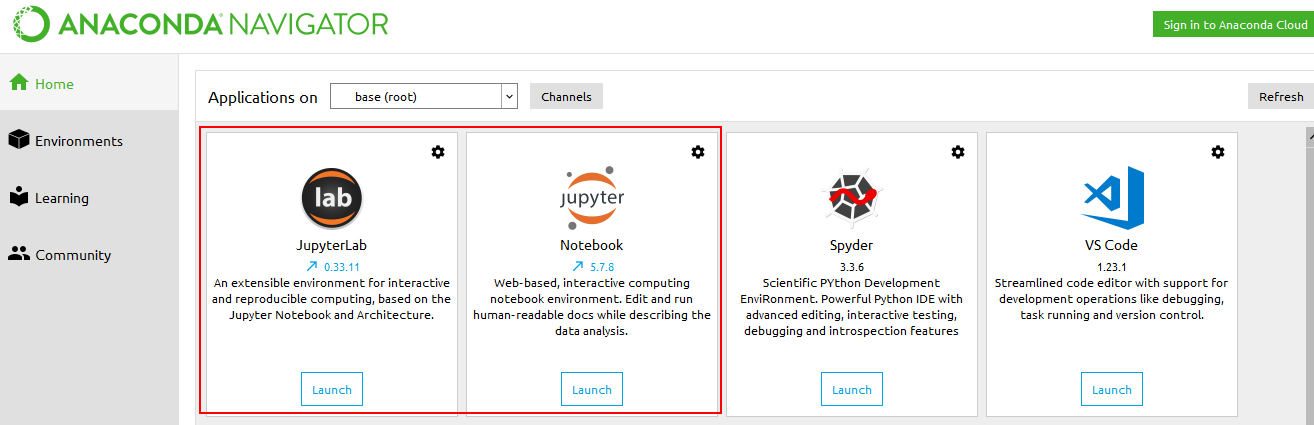 ANACONDA NAVIGATOR
Sign in to Anaconda Cloud
Home
Environments
Learning
Community
Applications on
base (root)
Channels
Refresh
lab
JupyterLab
0.33.11
An extensible environment for interactive
and reproducible computing, based on the
Jupyter Notebook and Architecture.
Launch
jupyter
Notebook
5.7.8
Web-based, interactive computing
notebook environment. Edit and run
human-readable docs while describing the
data analysis.
Launch
Spyder
3.3.6
Scientific PYthon Development
EnviRonment. Powerful Python IDE with
advanced editing, interactive testing,
debugging and introspection features
Launch
VS Code
1.23.1
Streamlined code editor with support for
development operations like debugging,
task running and version control.
Launch